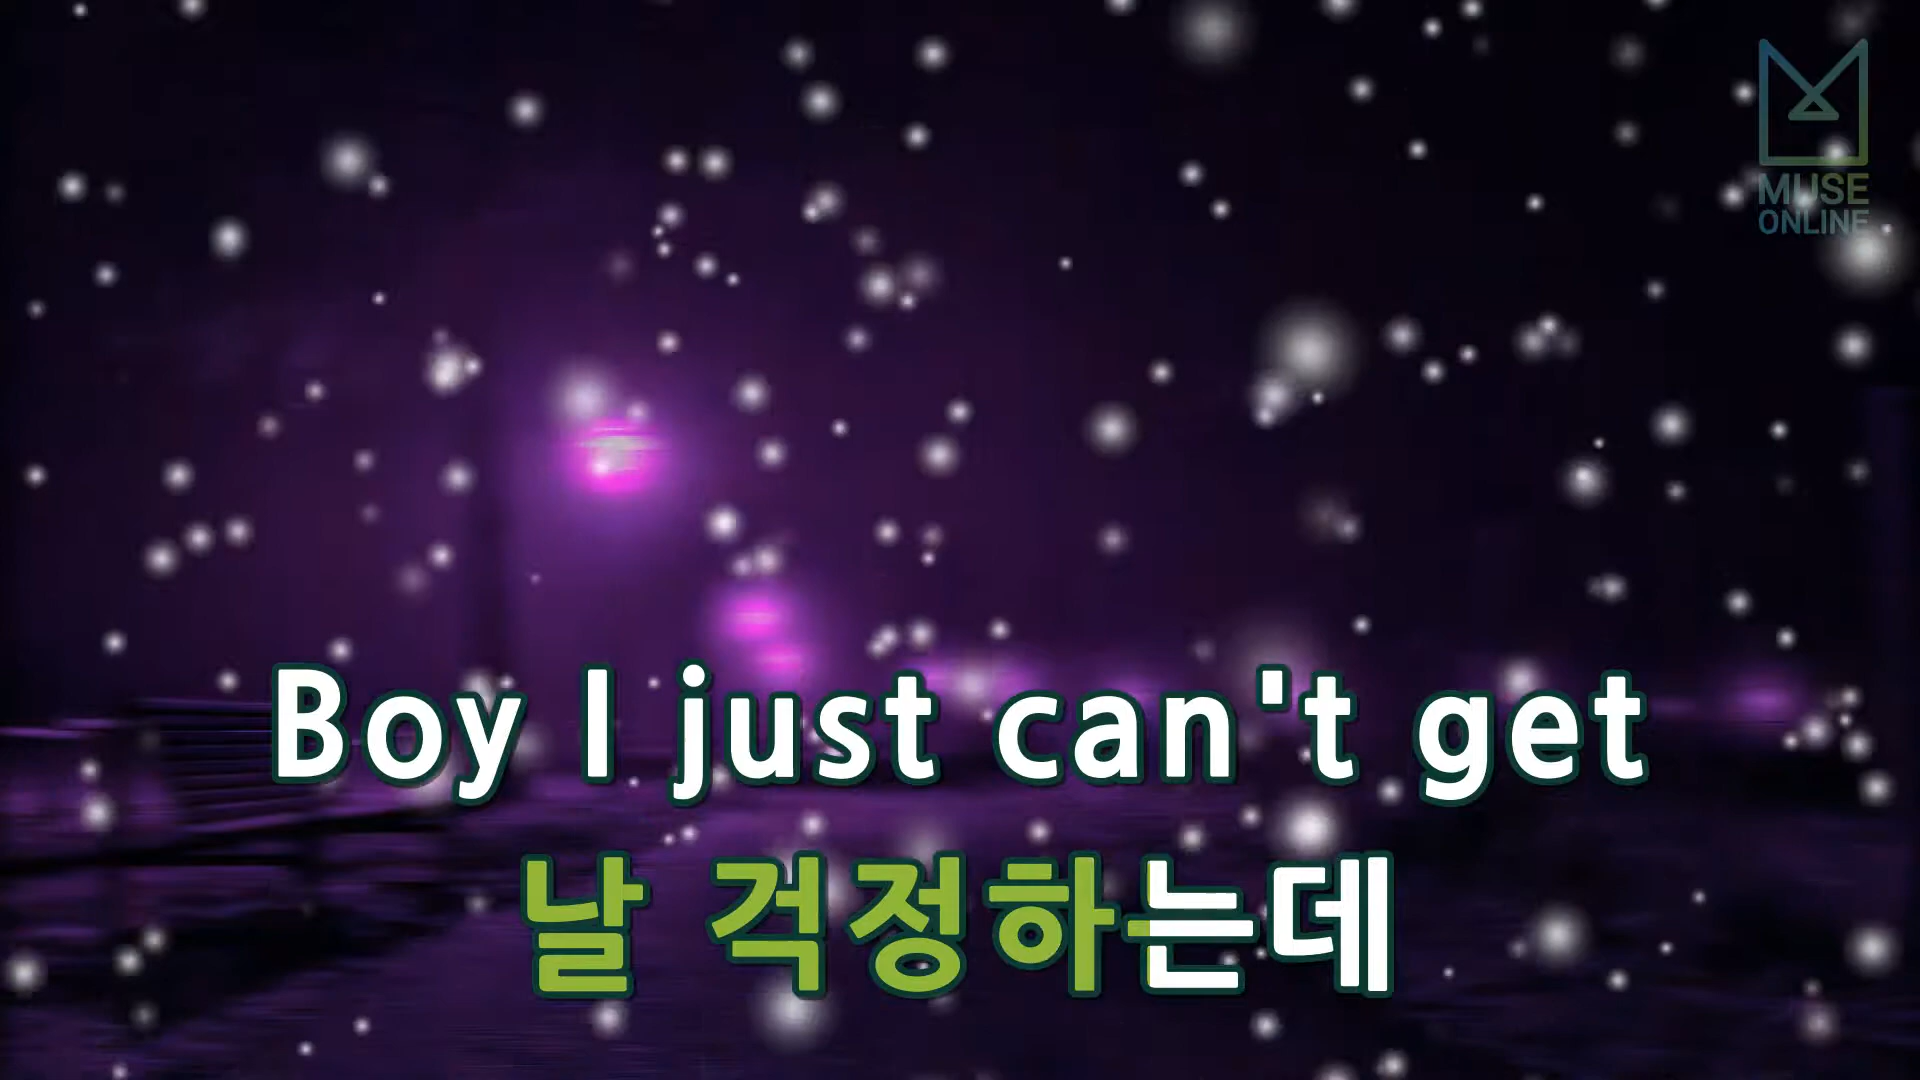 MUSE
ONLINE
Boy I just can't get
날 걱정하는데